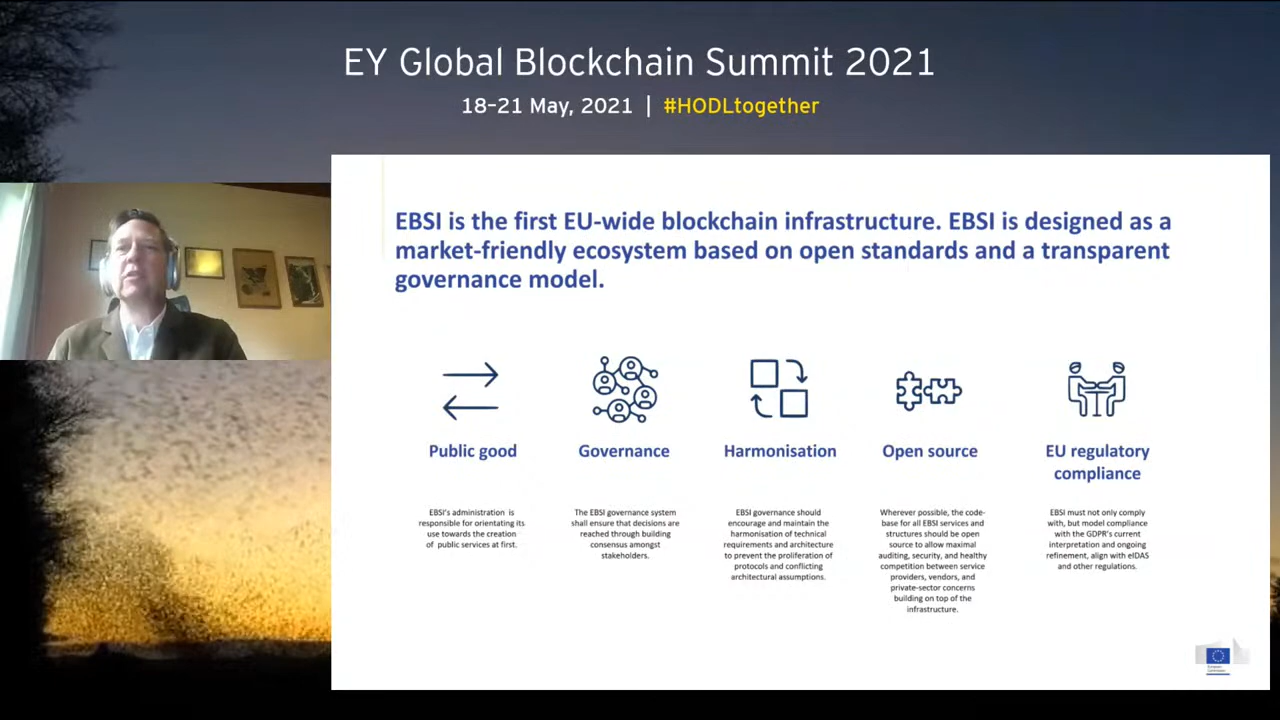 EY Global Blockchain Summit 2021
18–21 May, 2021 | #HODLtogether
EBSI is the first EU-wide blockchain infrastructure. EBSI is designed as a
market-friendly ecosystem based on open standards and a transparent
governance model.
Public good
EBSI's administration is
responsible for orientating its
use towards the creation
of public services at first.
Governance
The EBSI governance system
shall ensure that decisions are
reached through building
consensus amongst
stakeholders.
Harmonisation
EBSI governance should
encourage and maintain the
harmonisation of technical
requirements and architecture
to prevent the proliferation of
protocols and conflicting
architectural assumptions.
Open source
Wherever possible, the code-
base for all EBSI services and
structures should be open
source to allow maximal
auditing, security, and healthy
competition between service
providers, vendors, and
private-sector concerns
building on top of the
infrastructure.
EU regulatory
compliance
EBSI must not only comply
with, but model compliance
with the GDPR's current
interpretation and ongoing
refinement, align with eIDAS
and other regulations.
European
Commission